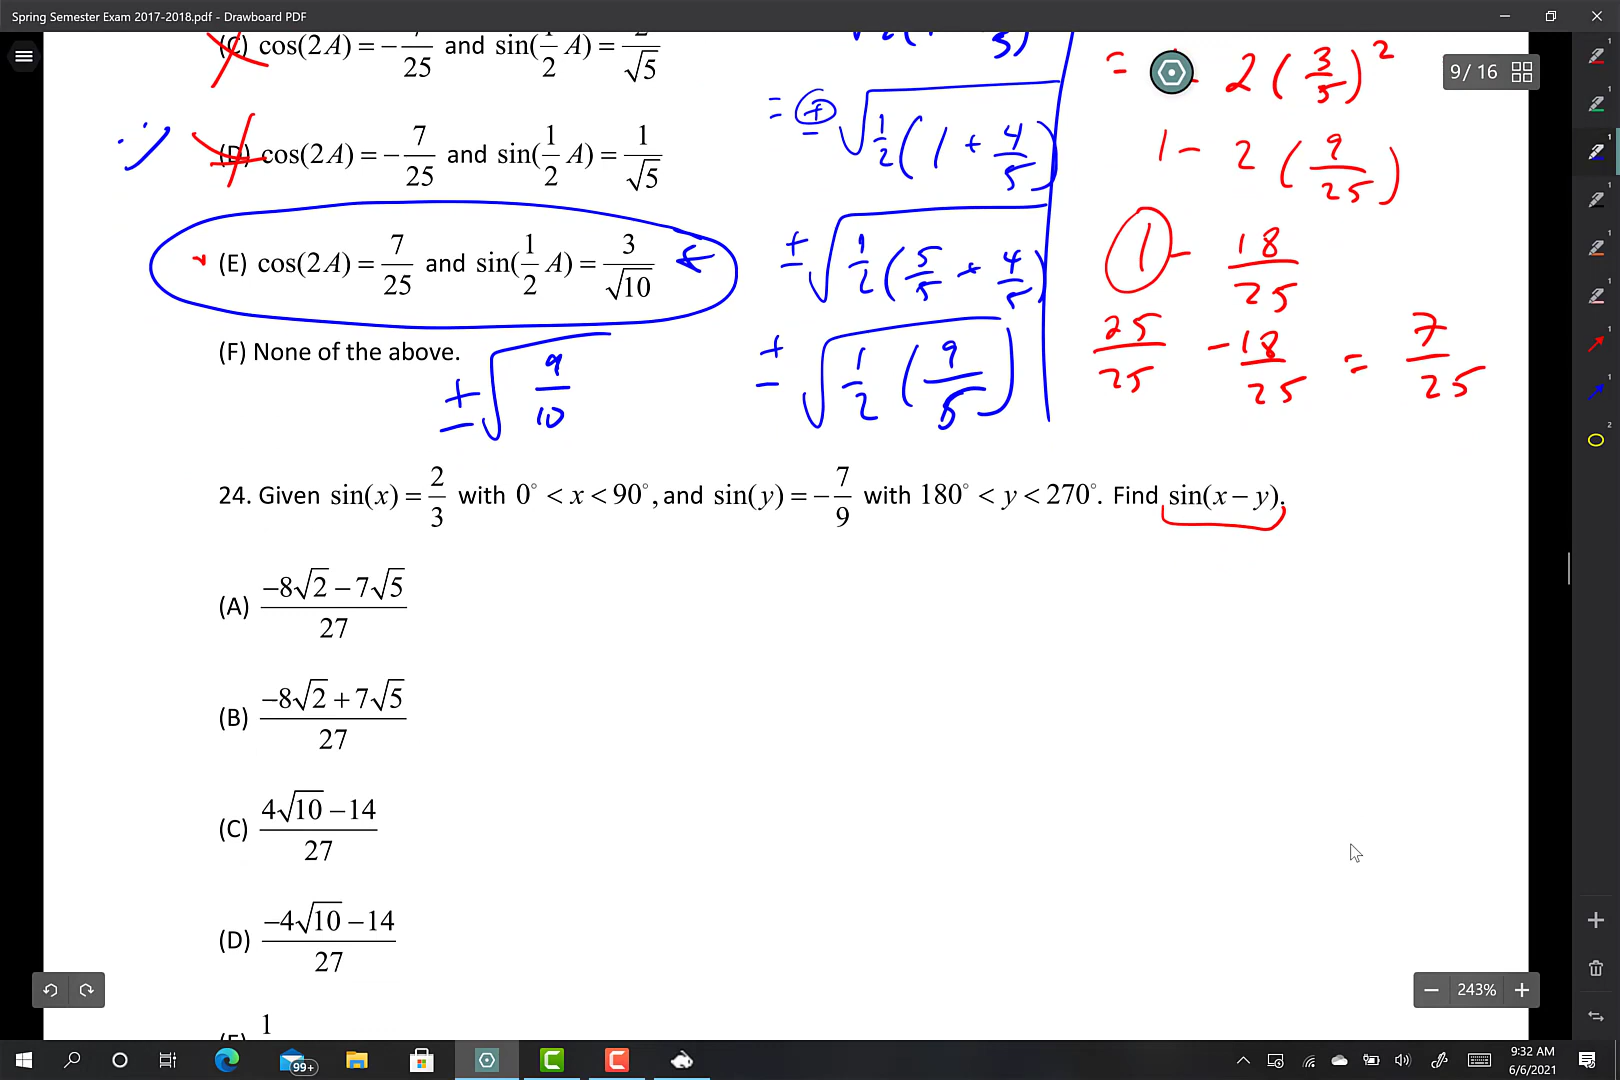 Spring Semester Exam 2017-2018.pdf - Drawboard PDF
9 / 16
(C) cos(2A) = -7/25 and sin(1/2 A) = 2/√5
(D) cos(2A) = -7/25 and sin(1/2 A) = 1/√5
(E) cos(2A) = 7/25 and sin(1/2 A) = 3/√10
(F) None of the above.
± √(9/10)
= ± √(1/2 (1 + 4/5))
± √(1/2 (5/5 + 4/5))
± √(1/2 (9/5))
2 (3/5)²
1 - 2 (9/25)
1 - 18/25
25/25 - 18/25 = 7/25
24. Given sin(x) = 2/3 with 0° < x < 90°, and sin(y) = -7/9 with 180° < y < 270°. Find sin(x - y).
(A) (-8√2 - 7√5)/27
(B) (-8√2 + 7√5)/27
(C) (4√10 - 14)/27
(D) (-4√10 - 14)/27
1
243%
99+
9:32 AM
6/6/2021